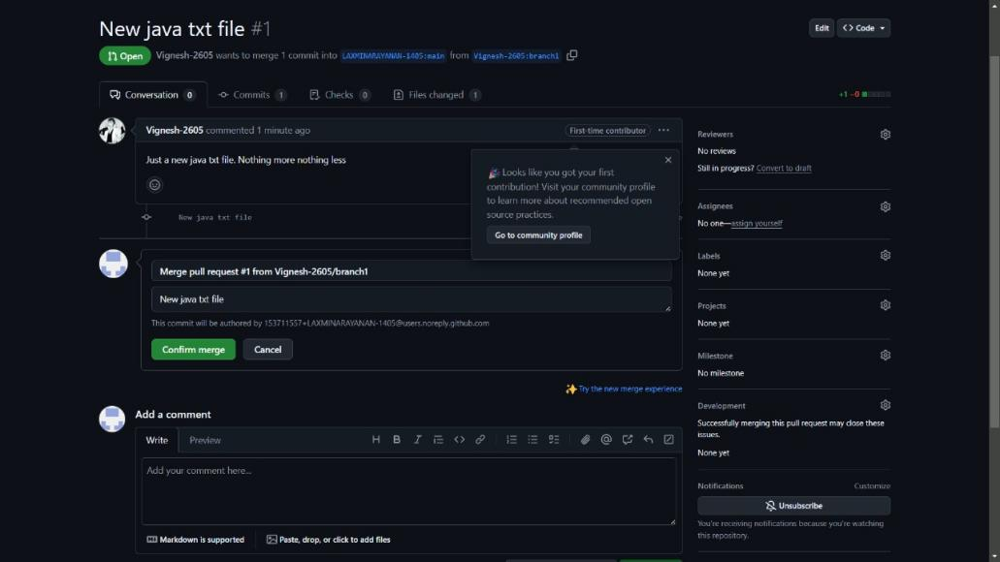 New java txt file #1
Edit
<> Code
Open
Vignesh-2605 wants to merge 1 commit into LAXMINARAYANAN-1405:main from Vignesh-2605:branch1
Conversation 0
Commits 1
Checks 0
Files changed 1
+1 −0
Vignesh-2605 commented 1 minute ago
First-time contributor
Just a new java txt file. Nothing more nothing less
Looks like you got your first
contribution! Visit your community profile
to learn more about recommended open
source practices.
Go to community profile
New java txt file
Merge pull request #1 from Vignesh-2605/branch1
New java txt file
This commit will be authored by 153711557+LAXMINARAYANAN-1405@users.noreply.github.com
Confirm merge
Cancel
Try the new merge experience
Add a comment
Write
Preview
Add your comment here...
Markdown is supported
Paste, drop, or click to add files
Reviewers
No reviews
Still in progress? Convert to draft
Assignees
No one—assign yourself
Labels
None yet
Projects
None yet
Milestone
No milestone
Development
Successfully merging this pull request may close these
issues.
None yet
Notifications
Customize
Unsubscribe
You're receiving notifications because you're watching
this repository.